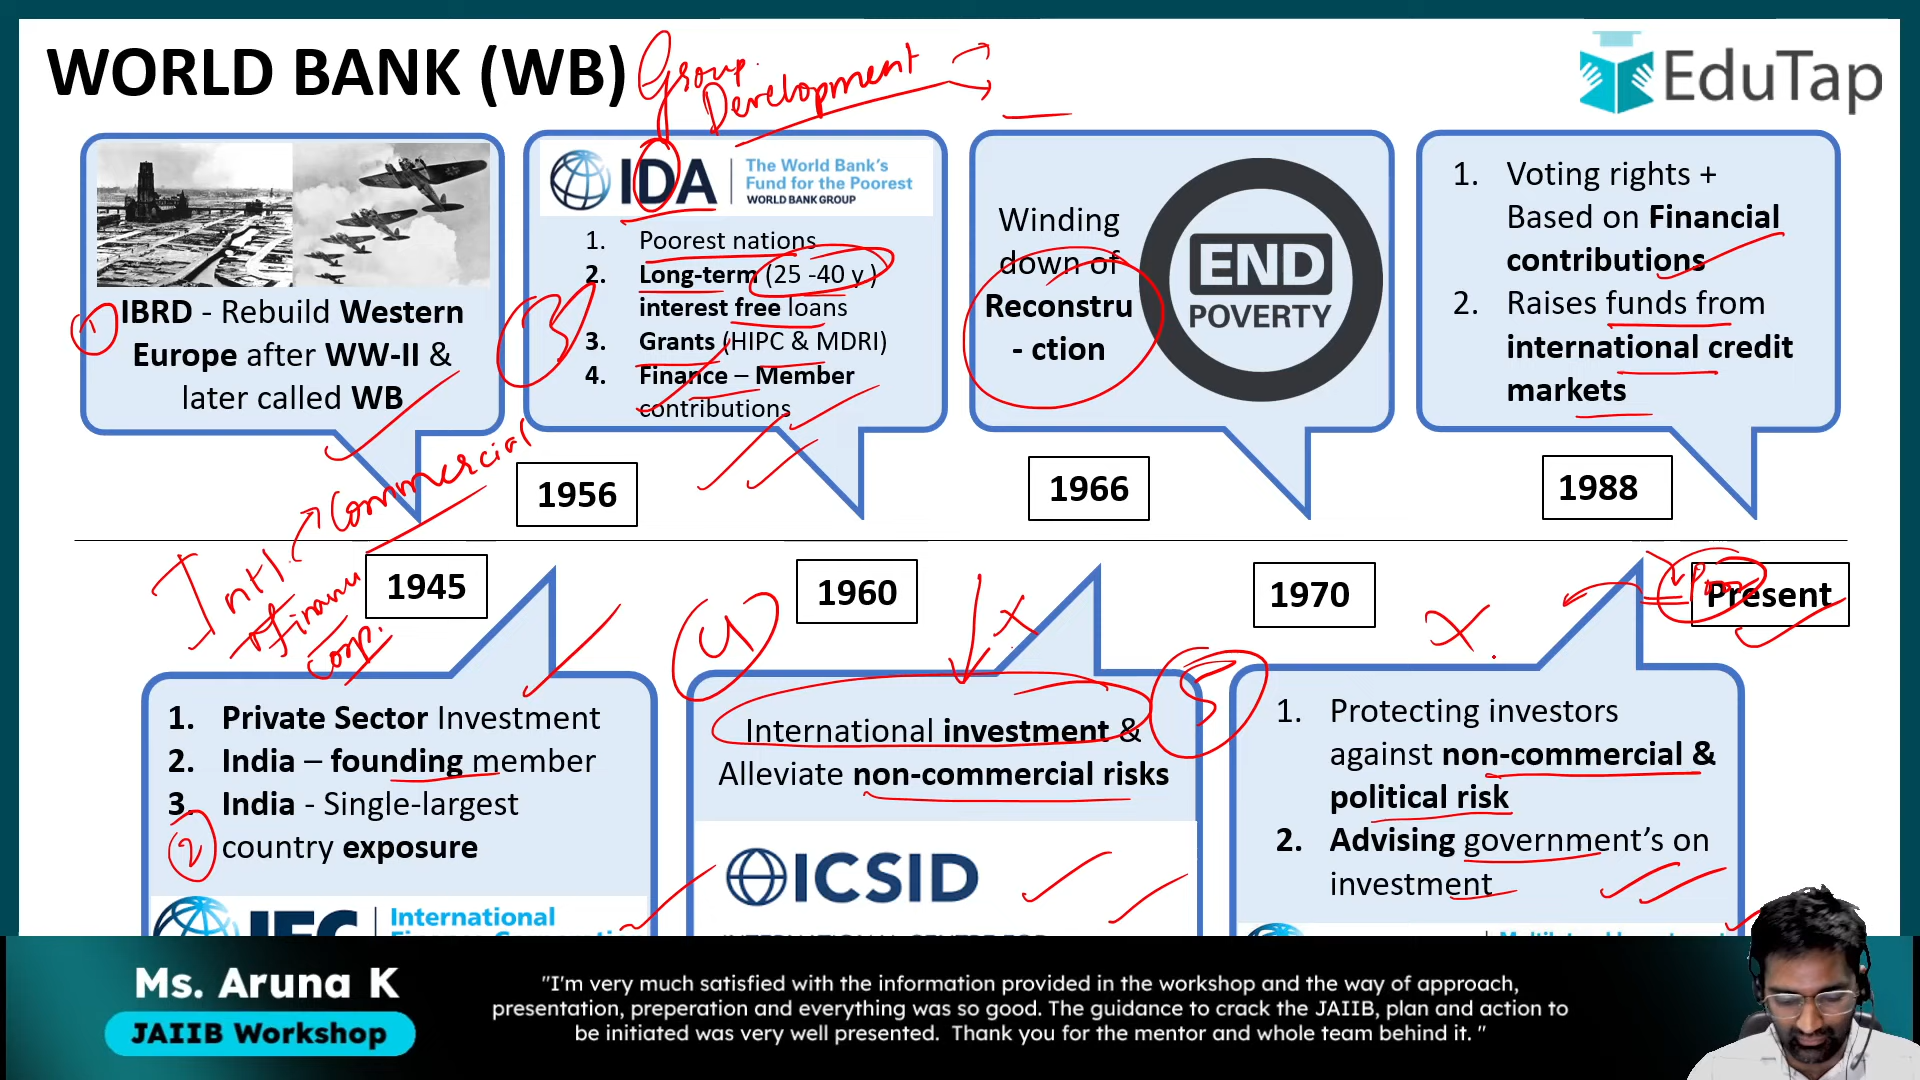 WORLD BANK (WB)
Group.
Development
EduTap
IBRD - Rebuild Western
Europe after WW-II &
later called WB
1
IDA
The World Bank's
Fund for the Poorest
WORLD BANK GROUP
1. Poorest nations
2. Long-term (25 -40 y.)
interest free loans
3. Grants (HIPC & MDRI)
4. Finance – Member
contributions
3
Winding
down of
Reconstru
- ction
END
POVERTY
1. Voting rights +
Based on Financial
contributions
2. Raises funds from
international credit
markets
1956
1966
1988
Commercial
Intl.
Finance
Corp.
1945
1960
1970
Present
4
5
1. Private Sector Investment
2. India – founding member
3. India - Single-largest
country exposure
2
IFC
International
International investment &
Alleviate non-commercial risks
ICSID
1. Protecting investors
against non-commercial &
political risk
2. Advising government's on
investment
Ms. Aruna K
JAIIB Workshop
"I'm very much satisfied with the information provided in the workshop and the way of approach,
presentation, preperation and everything was so good. The guidance to crack the JAIIB, plan and action to
be initiated was very well presented.  Thank you for the mentor and whole team behind it. "